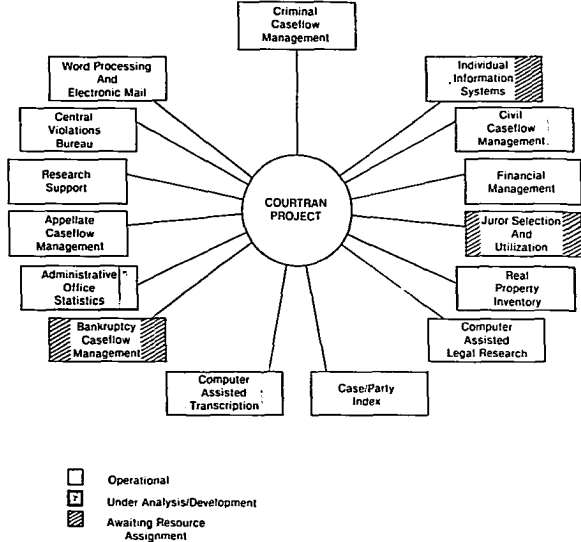 Criminal
Caseflow
Management
Word Processing
And
Electronic Mail
Individual
Information
Systems
Central
Violations
Bureau
Civil
Caseflow
Management
Research
Support
Financial
Management
COURTRAN
PROJECT
Appellate
Caseflow
Management
Juror Selection
And
Utilization
Administrative
Office
Statistics
Real
Property
Inventory
Bankruptcy
Caseflow
Management
Computer
Assisted
Legal Research
Computer
Assisted
Transcription
Case/Party
Index
Operational
Under Analysis/Development
Awaiting Resource
Assignment